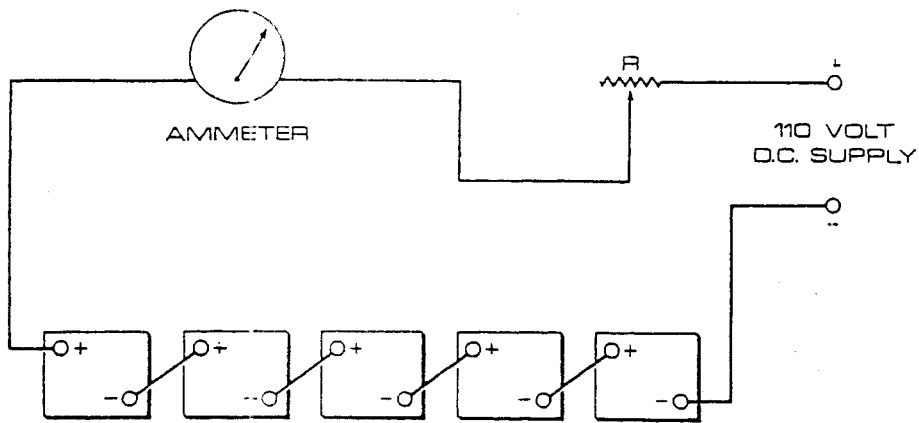 R
+
AMMETER
110 VOLT
D.C. SUPPLY
--
+ + + + +
- -- - - -